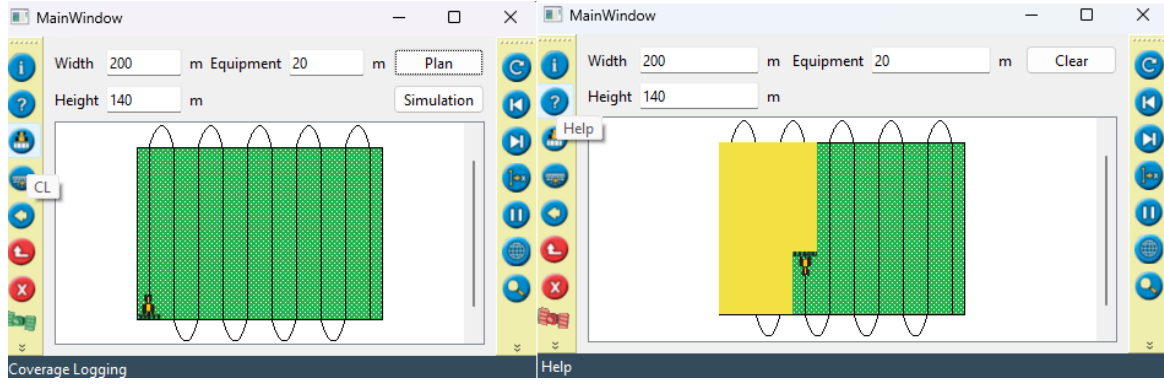 MainWindow
Width 200 m Equipment 20 m Plan
Height 140 m Simulation
CL
Coverage Logging
MainWindow
Width 200 m Equipment 20 m Clear
Height 140 m
Help
Help